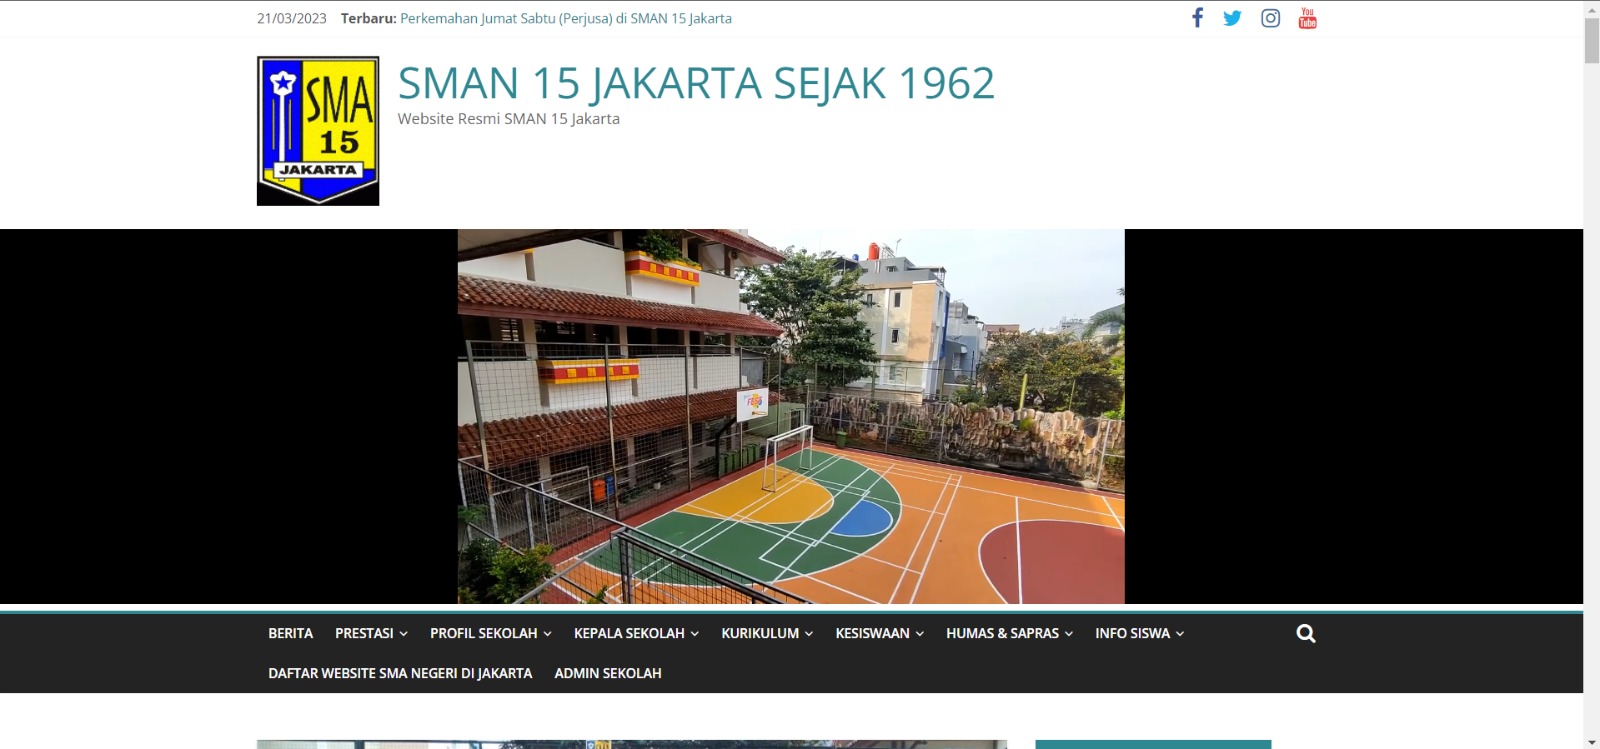 21/03/2023 Terbaru: Perkemahan Jumat Sabtu (Perjusa) di SMAN 15 Jakarta
You
Tube
SMA
15
JAKARTA
SMAN 15 JAKARTA SEJAK 1962
Website Resmi SMAN 15 Jakarta
BERITA PRESTASI PROFIL SEKOLAH KEPALA SEKOLAH KURIKULUM KESISWAAN HUMAS & SAPRAS INFO SISWA
DAFTAR WEBSITE SMA NEGERI DI JAKARTA ADMIN SEKOLAH